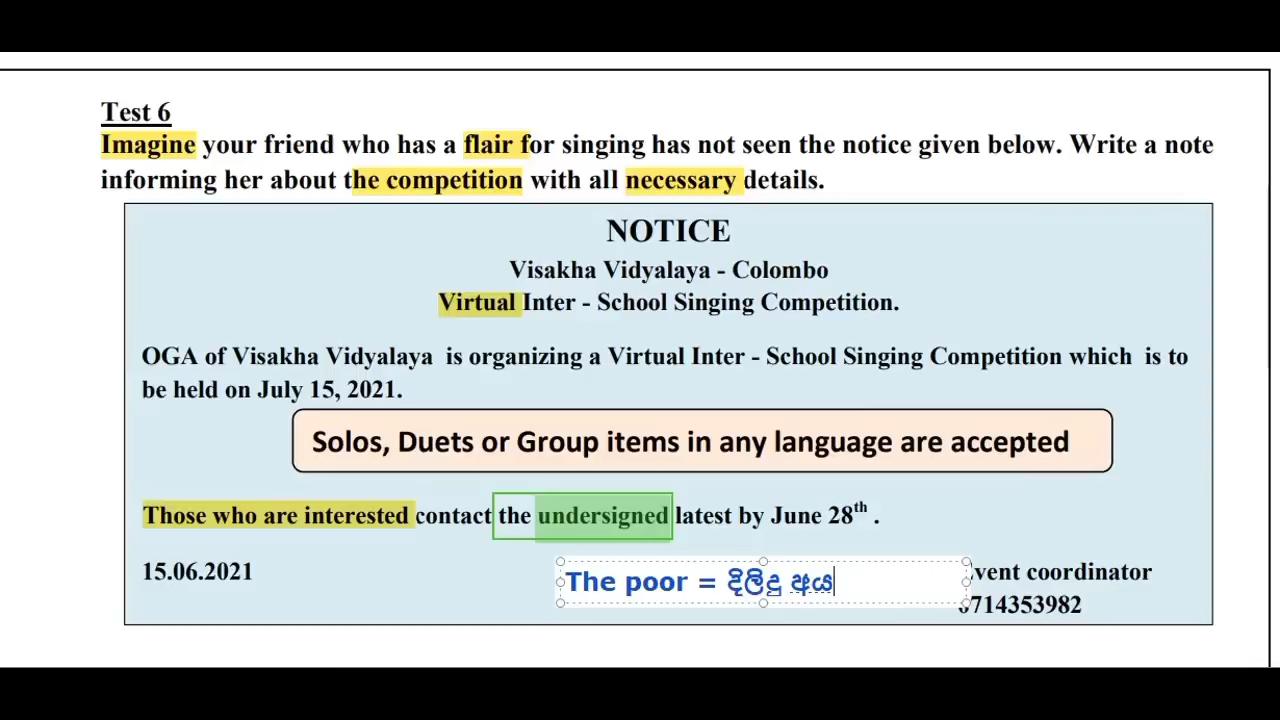 Test 6
Imagine your friend who has a flair for singing has not seen the notice given below. Write a note
informing her about the competition with all necessary details.
NOTICE
Visakha Vidyalaya - Colombo
Virtual Inter - School Singing Competition.
OGA of Visakha Vidyalaya is organizing a Virtual Inter - School Singing Competition which is to
be held on July 15, 2021.
Solos, Duets or Group items in any language are accepted
Those who are interested contact the undersigned latest by June 28th .
15.06.2021
The poor = දිලිඳු අය
coordinator